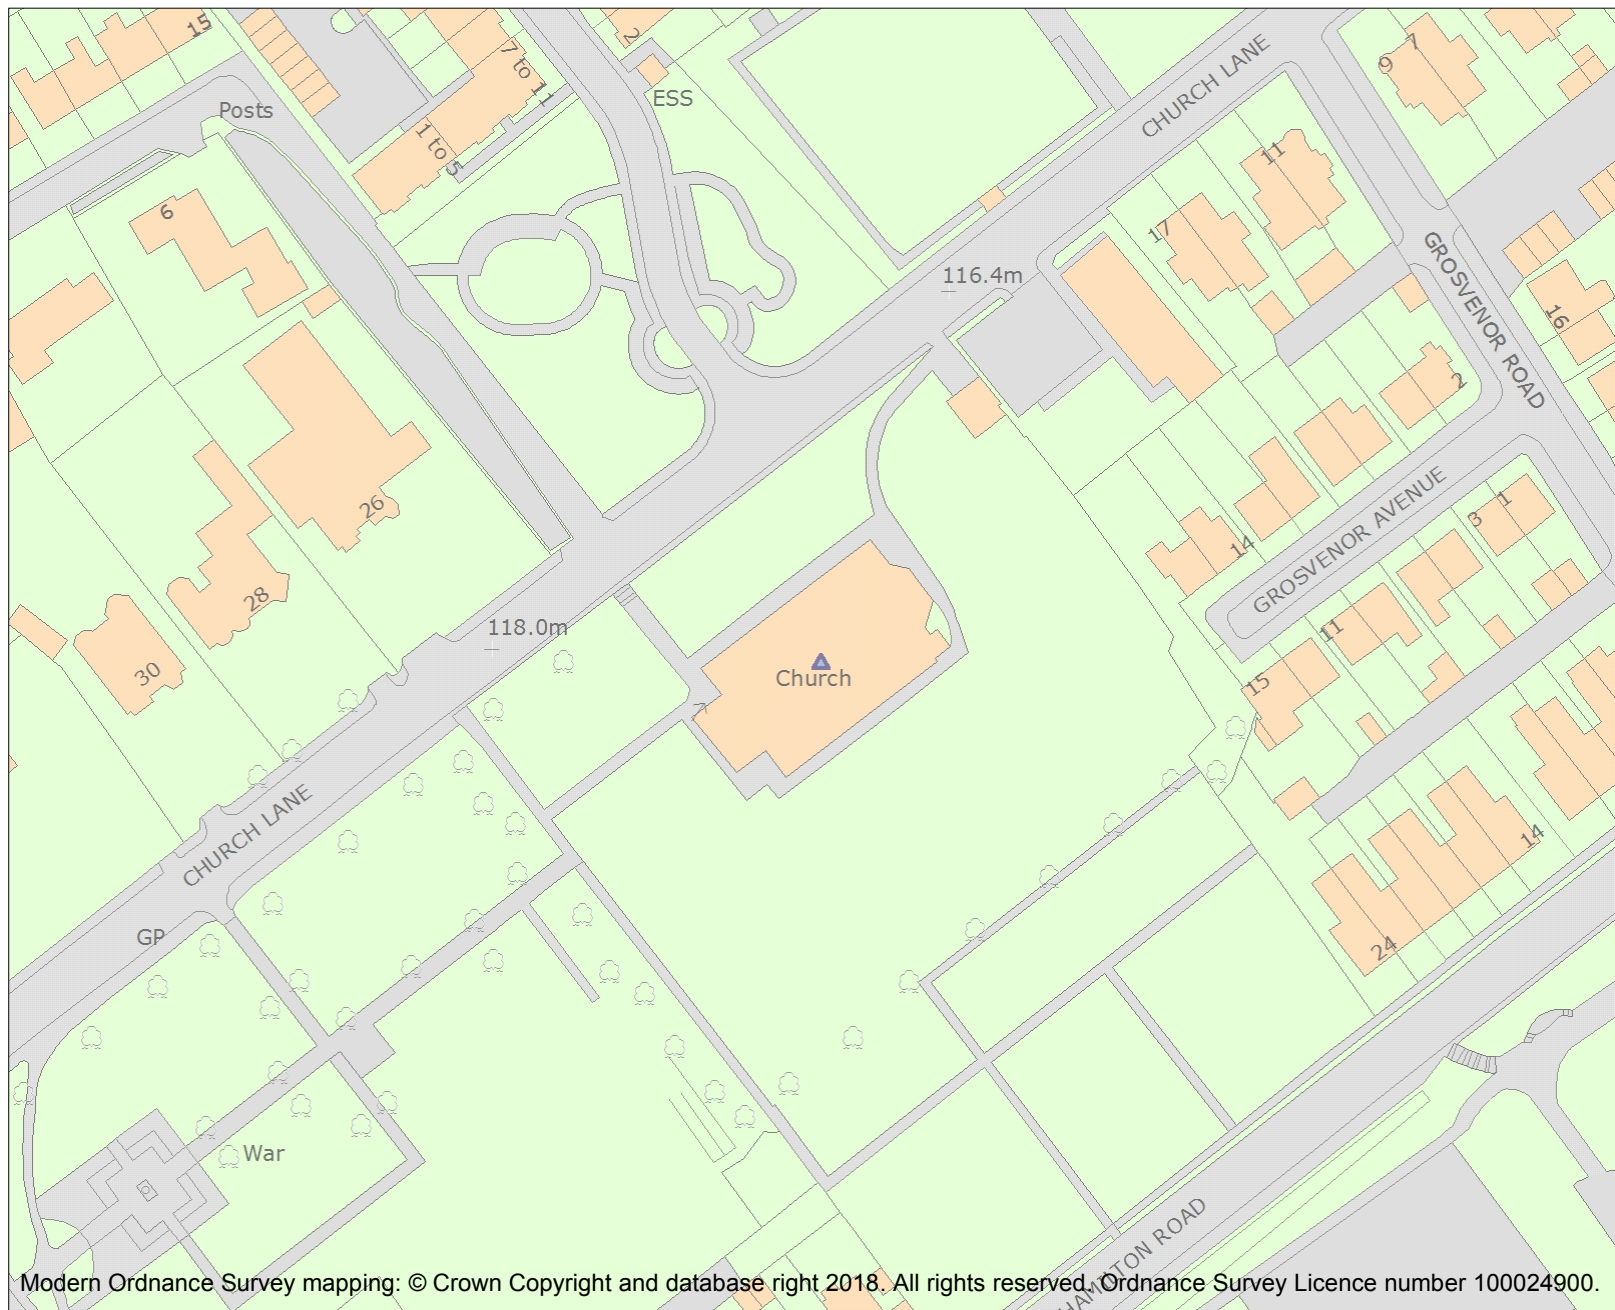 15
7 to 11
2
ESS
CHURCH LANE
7
9
Posts
1 to 5
11
6
17
116.4m
GROSVENOR ROAD
16
2
26
14
GROSVENOR AVENUE
1
3
28
118.0m
11
30
Church
15
CHURCH LANE
14
GP
24
War
HAMILTON ROAD
Modern Ordnance Survey mapping: © Crown Copyright and database right 2018. All rights reserved. Ordnance Survey Licence number 100024900.